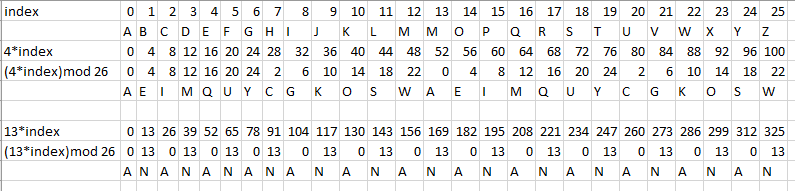 index 0 1 2 3 4 5 6 7 8 9 10 11 12 13 14 15 16 17 18 19 20 21 22 23 24 25
A B C D E F G H I J K L M M O P Q R S T U V W X Y Z
4*index 0 4 8 12 16 20 24 28 32 36 40 44 48 52 56 60 64 68 72 76 80 84 88 92 96 100
(4*index)mod 26 0 4 8 12 16 20 24 2 6 10 14 18 22 0 4 8 12 16 20 24 2 6 10 14 18 22
A E I M Q U Y C G K O S W A E I M Q U Y C G K O S W
13*index 0 13 26 39 52 65 78 91 104 117 130 143 156 169 182 195 208 221 234 247 260 273 286 299 312 325
(13*index)mod 26 0 13 0 13 0 13 0 13 0 13 0 13 0 13 0 13 0 13 0 13 0 13 0 13 0 13
A N A N A N A N A N A N A N A N A N A N A N A N A N